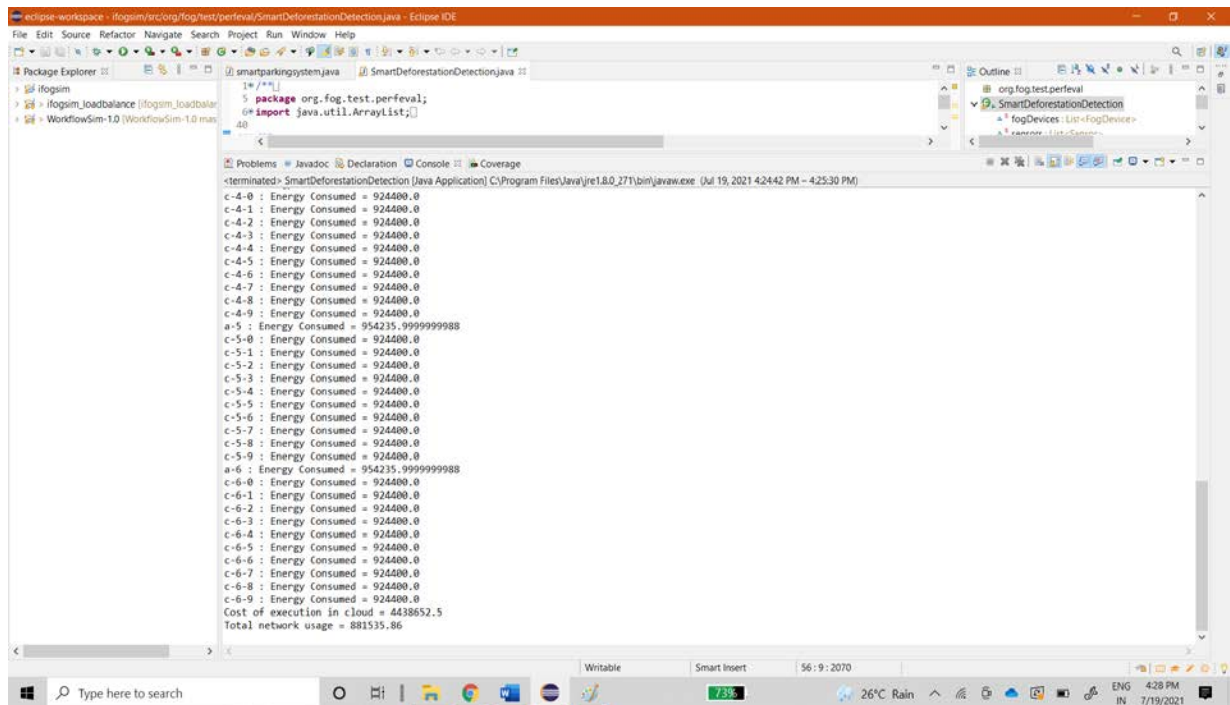 eclipse-workspace - ifogsim/src/org/fog/test/perfeval/SmartDeforestationDetection.java - Eclipse IDE
File Edit Source Refactor Navigate Search Project Run Window Help
Package Explorer
smartparkingsystem.java
SmartDeforestationDetection.java
Outline
ifogsim
> ifogsim_loadbalance [ifogsim_loadbalar
> WorkflowSim-1.0 [WorkflowSim-1.0 mas
1 /**
5 package org.fog.test.perfeval;
6 import java.util.ArrayList;
40
org.fog.test.perfeval
SmartDeforestationDetection
fogDevices : List<FogDevice>
sensors : List<Sensor>
Problems Javadoc Declaration Console Coverage
<terminated> SmartDeforestationDetection [Java Application] C:\Program Files\Java\jre1.8.0_271\bin\javaw.exe (Jul 19, 2021 4:24:42 PM – 4:25:30 PM)
c-4-0 : Energy Consumed = 924400.0
c-4-1 : Energy Consumed = 924400.0
c-4-2 : Energy Consumed = 924400.0
c-4-3 : Energy Consumed = 924400.0
c-4-4 : Energy Consumed = 924400.0
c-4-5 : Energy Consumed = 924400.0
c-4-6 : Energy Consumed = 924400.0
c-4-7 : Energy Consumed = 924400.0
c-4-8 : Energy Consumed = 924400.0
c-4-9 : Energy Consumed = 924400.0
a-5 : Energy Consumed = 954235.9999999988
c-5-0 : Energy Consumed = 924400.0
c-5-1 : Energy Consumed = 924400.0
c-5-2 : Energy Consumed = 924400.0
c-5-3 : Energy Consumed = 924400.0
c-5-4 : Energy Consumed = 924400.0
c-5-5 : Energy Consumed = 924400.0
c-5-6 : Energy Consumed = 924400.0
c-5-7 : Energy Consumed = 924400.0
c-5-8 : Energy Consumed = 924400.0
c-5-9 : Energy Consumed = 924400.0
a-6 : Energy Consumed = 954235.9999999988
c-6-0 : Energy Consumed = 924400.0
c-6-1 : Energy Consumed = 924400.0
c-6-2 : Energy Consumed = 924400.0
c-6-3 : Energy Consumed = 924400.0
c-6-4 : Energy Consumed = 924400.0
c-6-5 : Energy Consumed = 924400.0
c-6-6 : Energy Consumed = 924400.0
c-6-7 : Energy Consumed = 924400.0
c-6-8 : Energy Consumed = 924400.0
c-6-9 : Energy Consumed = 924400.0
Cost of execution in cloud = 4438652.5
Total network usage = 881535.86
Writable Smart Insert 56 : 9 : 2070
Type here to search
73%
26°C Rain
ENG
IN
4:28 PM
7/19/2021